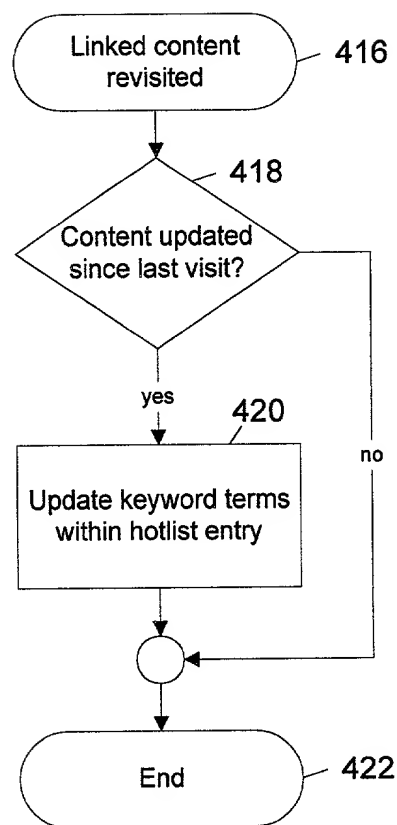 Linked content
revisited
416
418
Content updated
since last visit?
yes
no
420
Update keyword terms
within hotlist entry
End
422